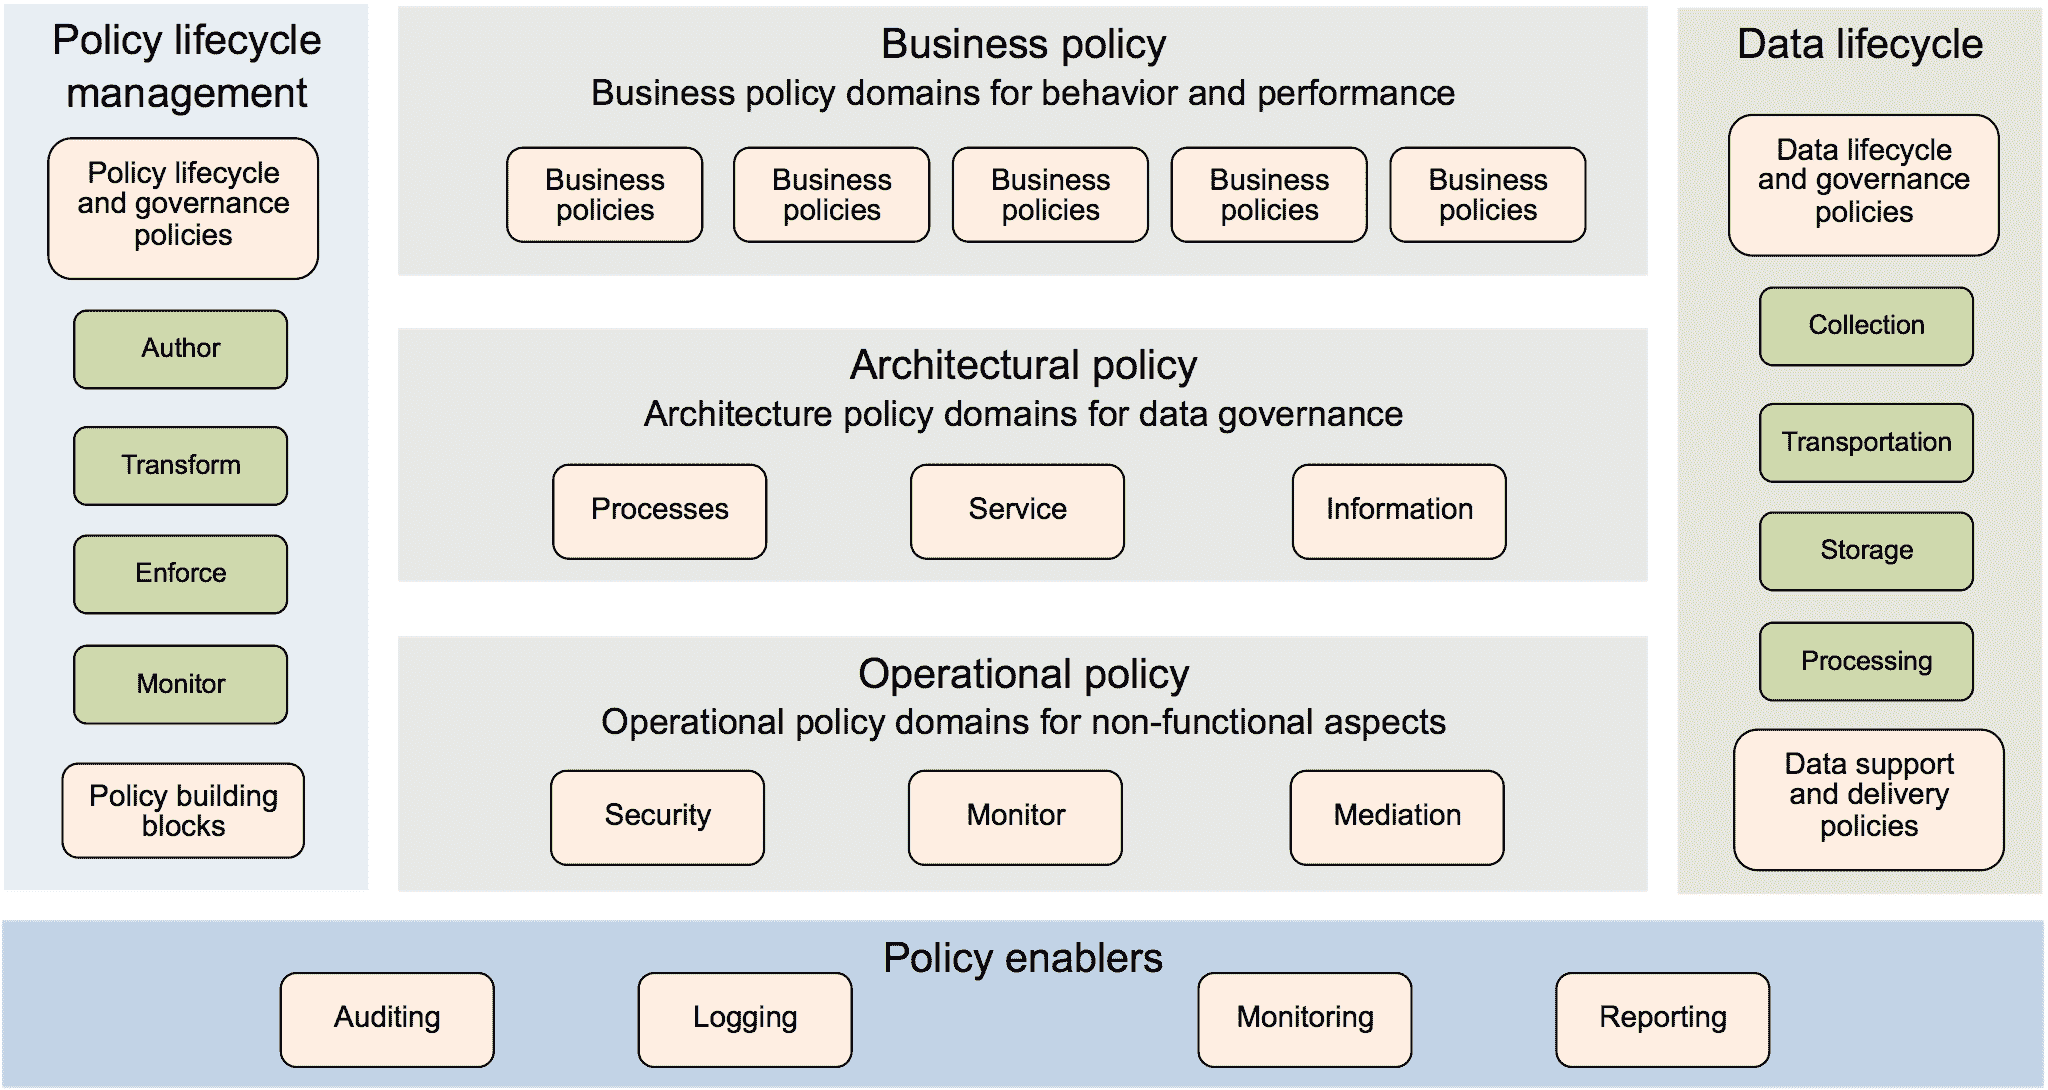 Policy lifecycle
management
Policy lifecycle
and governance
policies
Author
Transform
Enforce
Monitor
Policy building
blocks
Business policy
Business policy domains for behavior and performance
Business
policies
Business
policies
Business
policies
Business
policies
Business
policies
Architectural policy
Architecture policy domains for data governance
Processes
Service
Information
Operational policy
Operational policy domains for non-functional aspects
Security
Monitor
Mediation
Data lifecycle
Data lifecycle
and governance
policies
Collection
Transportation
Storage
Processing
Data support
and delivery
policies
Policy enablers
Auditing
Logging
Monitoring
Reporting